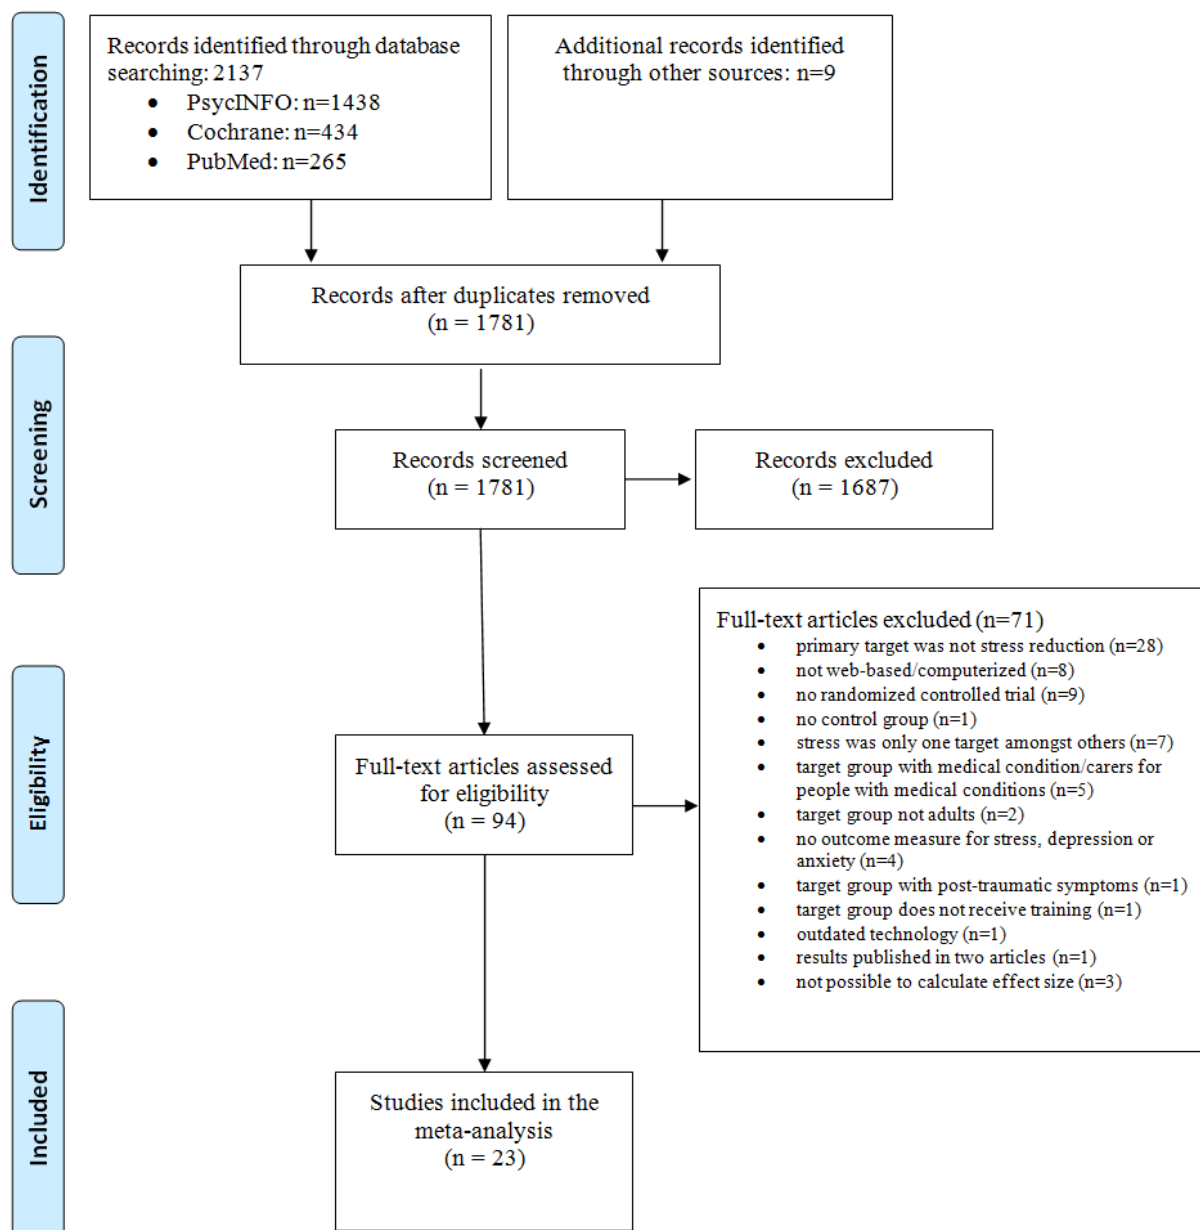 Identification
Records identified through database
searching: 2137
• PsycINFO: n=1438
• Cochrane: n=434
• PubMed: n=265
Additional records identified
through other sources: n=9
Records after duplicates removed
(n = 1781)
Screening
Records screened
(n = 1781)
Records excluded
(n = 1687)
Eligibility
Full-text articles assessed
for eligibility
(n = 94)
Full-text articles excluded (n=71)
• primary target was not stress reduction (n=28)
• not web-based/computerized (n=8)
• no randomized controlled trial (n=9)
• no control group (n=1)
• stress was only one target amongst others (n=7)
• target group with medical condition/carers for
people with medical conditions (n=5)
• target group not adults (n=2)
• no outcome measure for stress, depression or
anxiety (n=4)
• target group with post-traumatic symptoms (n=1)
• target group does not receive training (n=1)
• outdated technology (n=1)
• results published in two articles (n=1)
• not possible to calculate effect size (n=3)
Included
Studies included in the
meta-analysis
(n = 23)